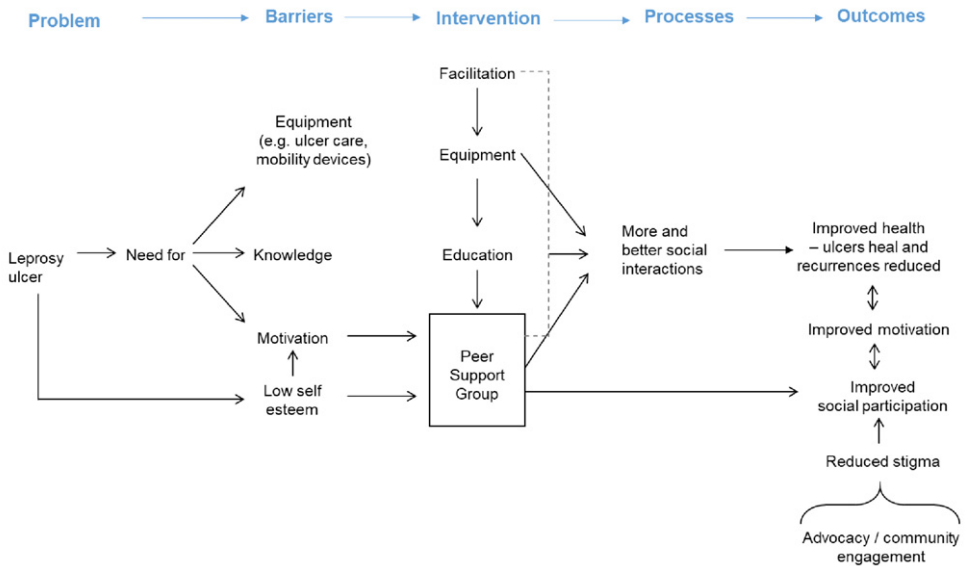 Problem
Barriers
Intervention
Processes
Outcomes
Facilitation
Equipment
(e.g. ulcer care,
mobility devices)
Equipment
Leprosy
ulcer
Need for
Knowledge
Education
More and
better social
interactions
Improved health
– ulcers heal and
recurrences reduced
Motivation
Peer
Support
Group
Improved motivation
Low self
esteem
Improved
social participation
Reduced stigma
Advocacy / community
engagement